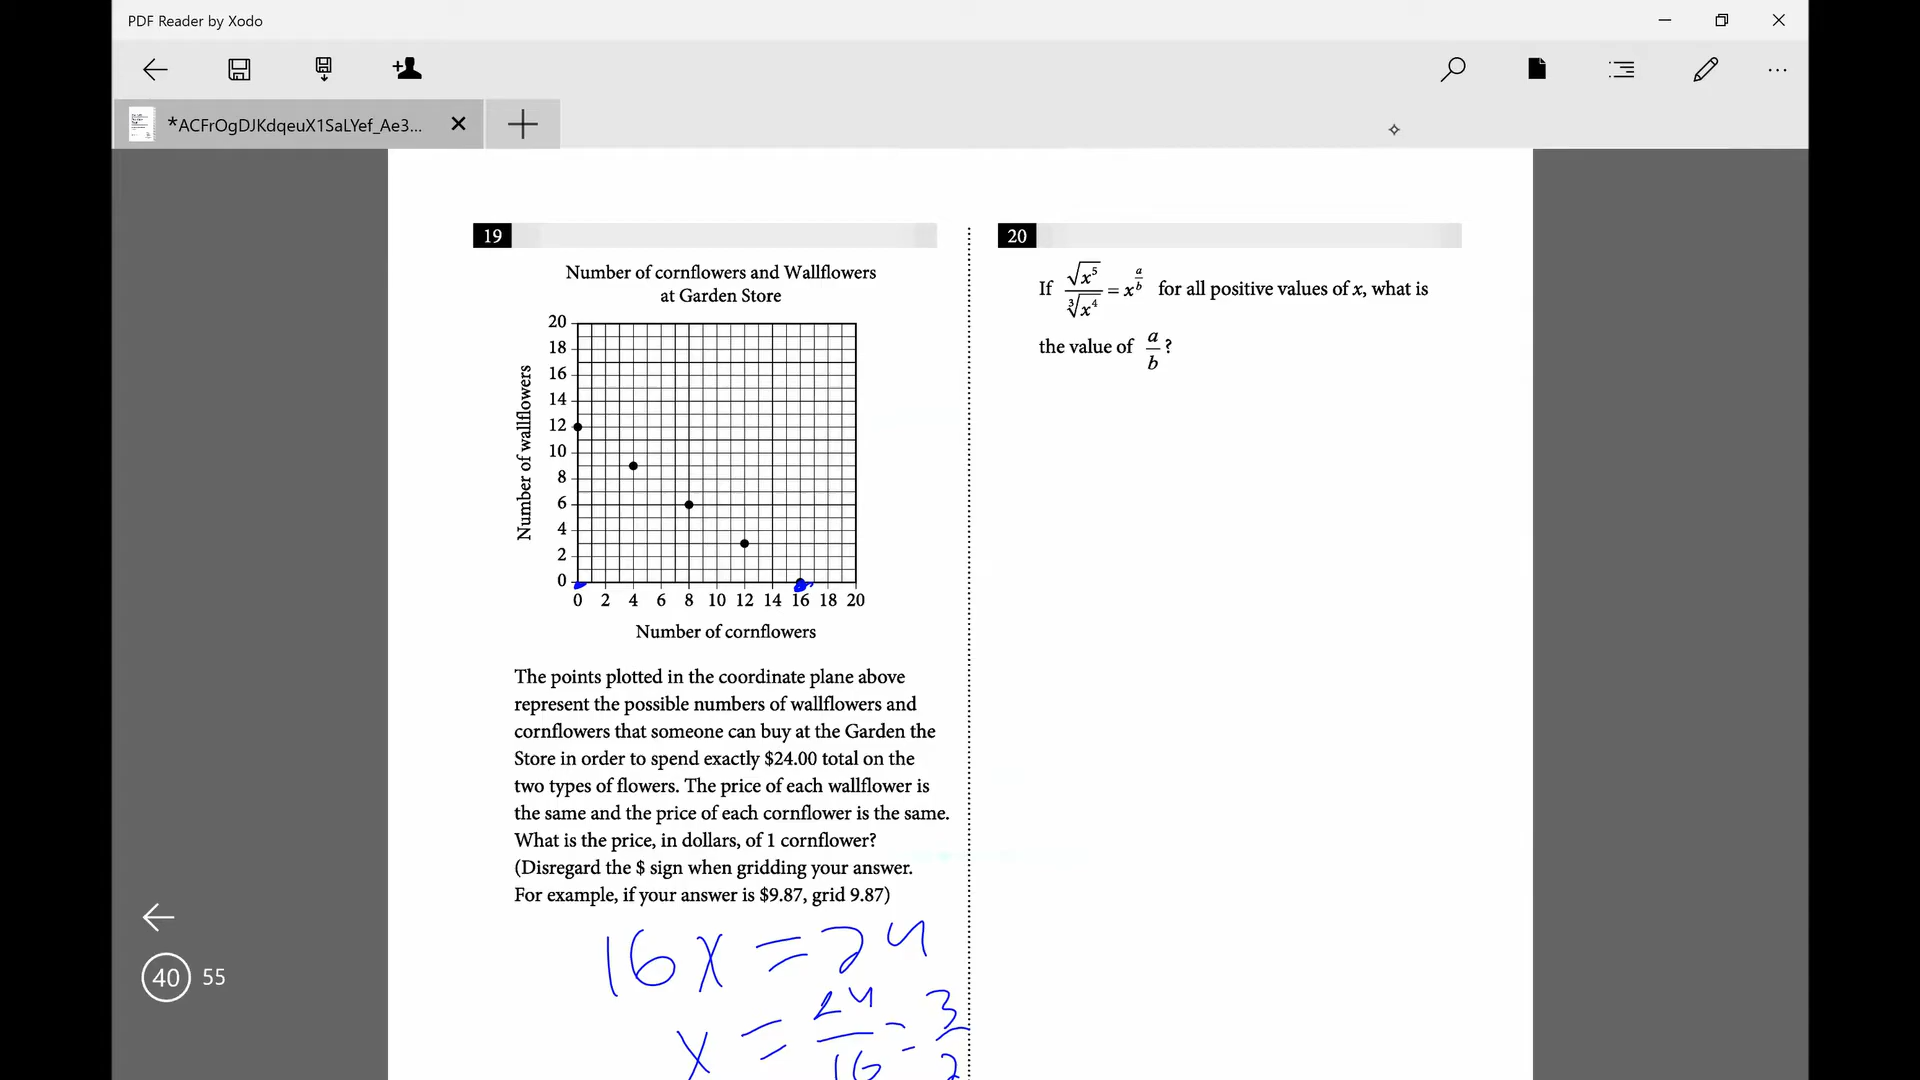 PDF Reader by Xodo
*ACFrOgDJKdqeuX1SaLYef_Ae3...
19
Number of cornflowers and Wallflowers
at Garden Store
Number of wallflowers
20
18
16
14
12
10
8
6
4
2
0
0 2 4 6 8 10 12 14 16 18 20
Number of cornflowers
The points plotted in the coordinate plane above
represent the possible numbers of wallflowers and
cornflowers that someone can buy at the Garden the
Store in order to spend exactly $24.00 total on the
two types of flowers. The price of each wallflower is
the same and the price of each cornflower is the same.
What is the price, in dollars, of 1 cornflower?
(Disregard the $ sign when gridding your answer.
For example, if your answer is $9.87, grid 9.87)
16x = 24
x = 24/16 = 3/2
20
If √x⁵ / ∛x⁴ = x^(a/b) for all positive values of x, what is
the value of a/b ?
40 55